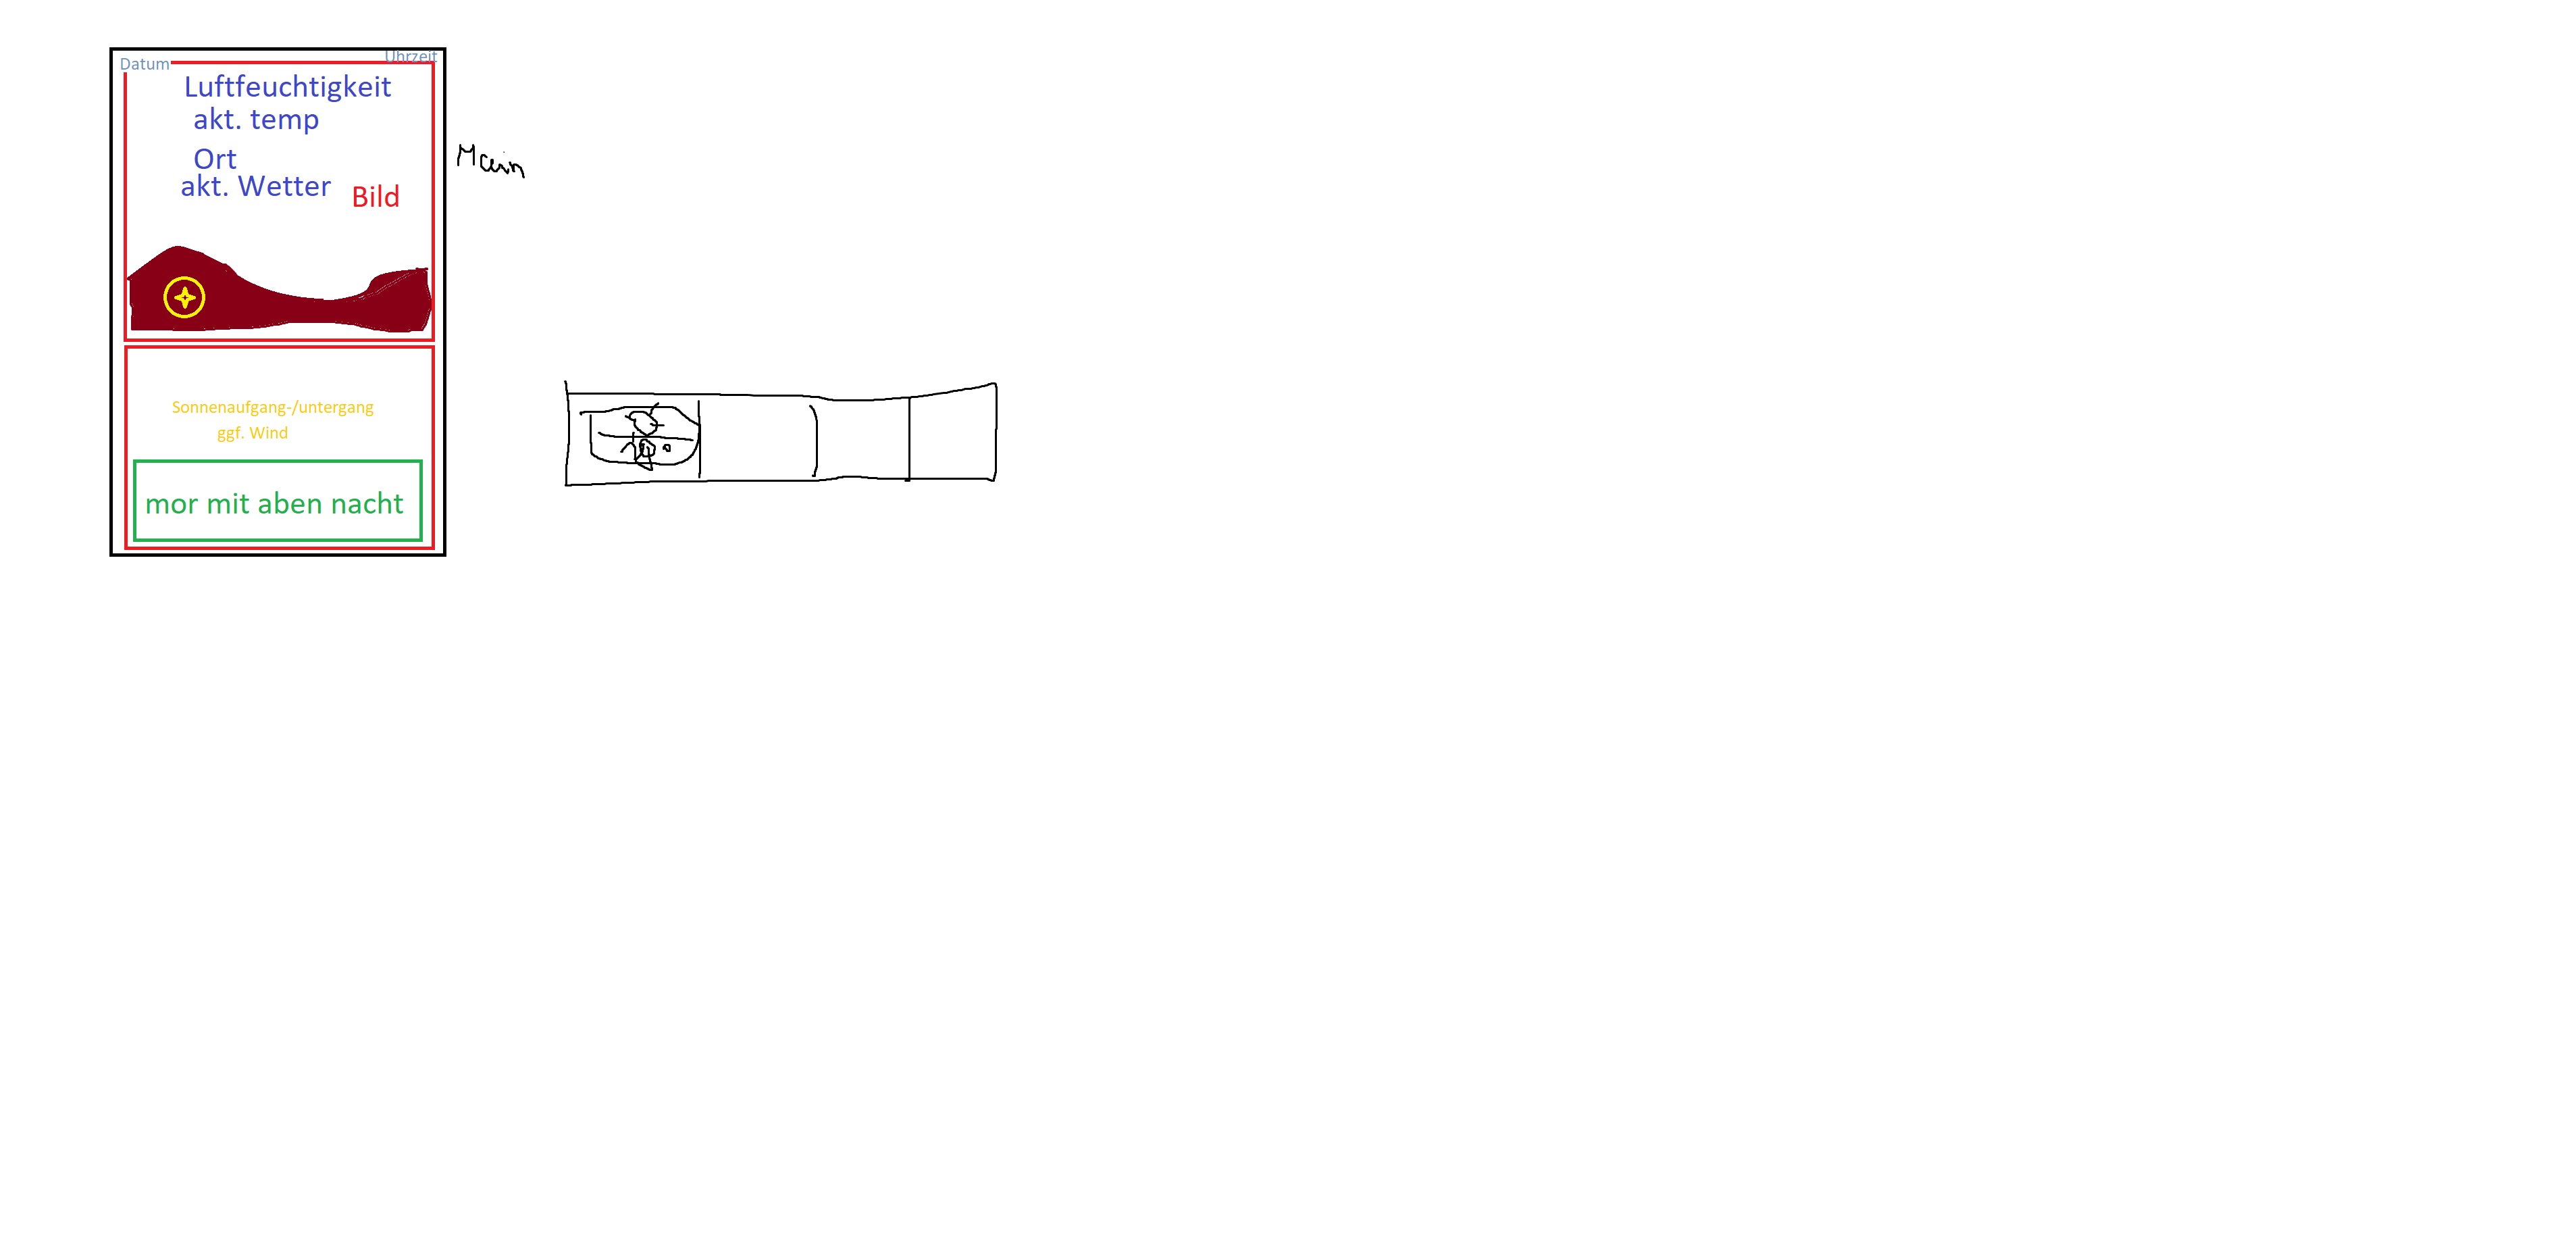 Datum
Uhrzeit
Luftfeuchtigkeit
akt. temp
Ort
akt. Wetter
Bild
Main
Sonnenaufgang-/untergang
ggf. Wind
mor mit aben nacht